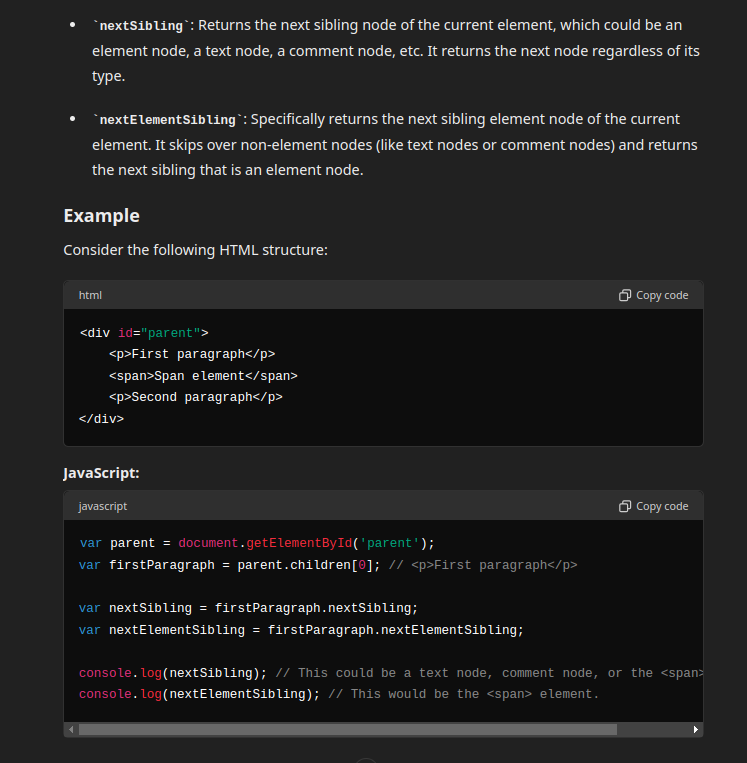 • `nextSibling`: Returns the next sibling node of the current element, which could be an
element node, a text node, a comment node, etc. It returns the next node regardless of its
type.
• `nextElementSibling`: Specifically returns the next sibling element node of the current
element. It skips over non-element nodes (like text nodes or comment nodes) and returns
the next sibling that is an element node.
Example
Consider the following HTML structure:
html Copy code
<div id="parent">
    <p>First paragraph</p>
    <span>Span element</span>
    <p>Second paragraph</p>
</div>
JavaScript:
javascript Copy code
var parent = document.getElementById('parent');
var firstParagraph = parent.children[0]; // <p>First paragraph</p>
var nextSibling = firstParagraph.nextSibling;
var nextElementSibling = firstParagraph.nextElementSibling;
console.log(nextSibling); // This could be a text node, comment node, or the <span>
console.log(nextElementSibling); // This would be the <span> element.